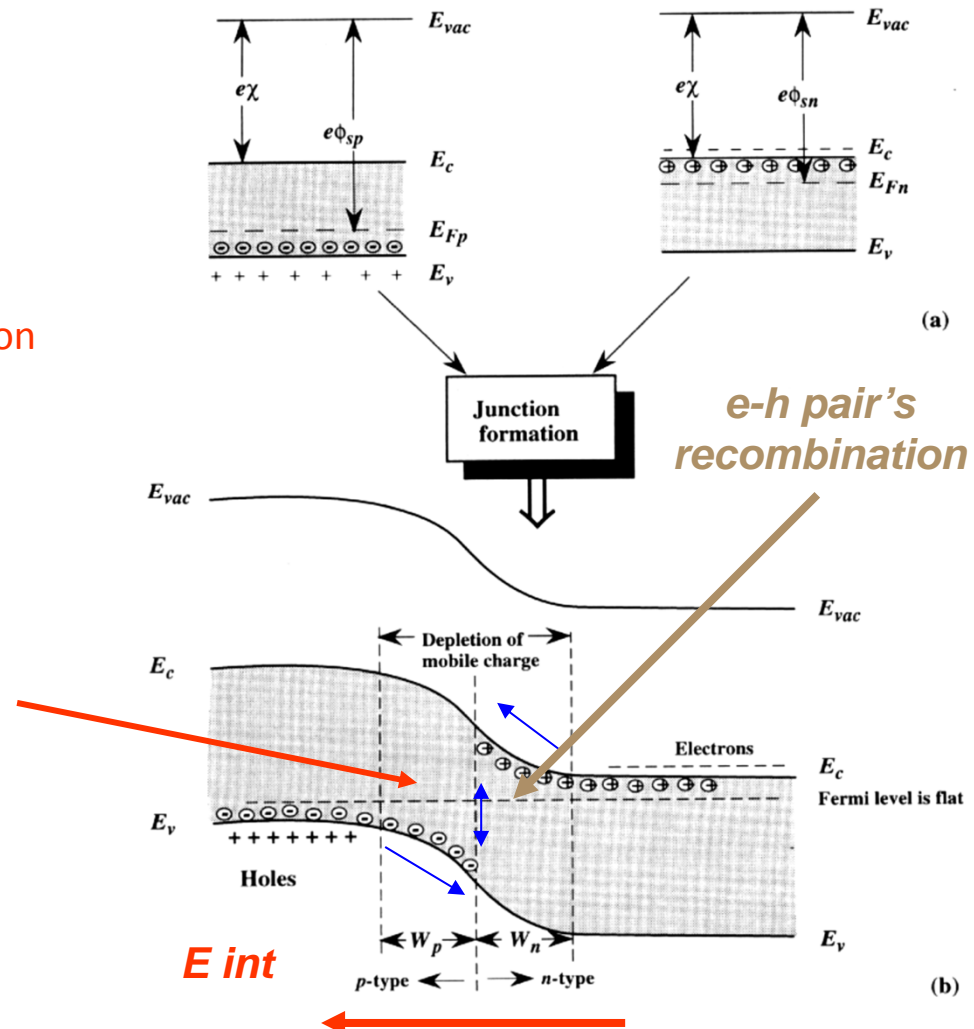 E_vac
E_vac
eχ
eφ_sp
eχ
eφ_sn
E_c
E_c
E_Fn
E_Fp
E_v
E_v
+ + + + + + +
(a)
on
Junction
formation
e-h pair's
recombination
E_vac
E_vac
Depletion of
mobile charge
E_c
Electrons
E_c
Fermi level is flat
E_v
+ + + + + + +
Holes
W_p
W_n
E_v
E int
p-type
n-type
(b)